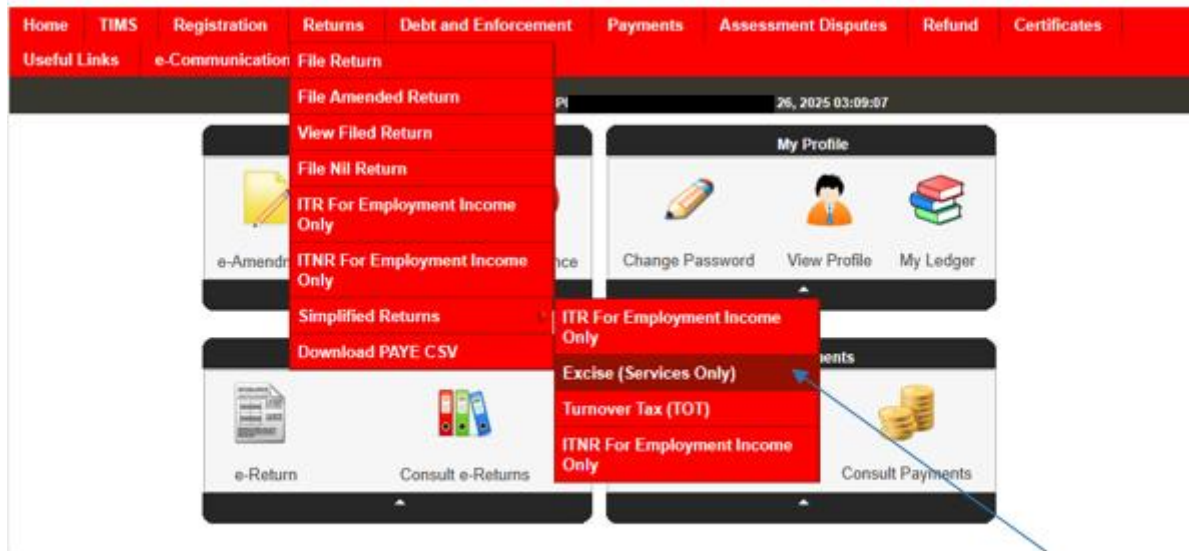 Home TIMS Registration Returns Debt and Enforcement Payments Assessment Disputes Refund Certificates
Useful Links e-Communication
File Return
File Amended Return
View Filed Return
File Nil Return
ITR For Employment Income
Only
ITNR For Employment Income
Only
Simplified Returns
Download PAYE CSV
ITR For Employment Income
Only
Excise (Services Only)
Turnover Tax (TOT)
ITNR For Employment Income
Only
26, 2025 03:09:07
My Profile
Change Password View Profile My Ledger
e-Return Consult e-Returns
Consult Payments